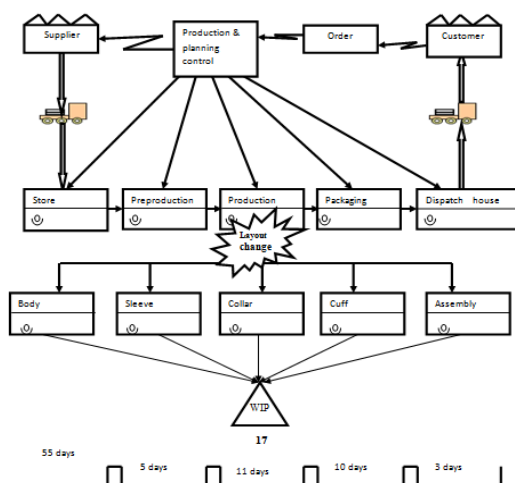 Supplier
Production &
planning
control
Order
Customer
Store
Preproduction
Production
Packaging
Dispatch house
Layout
change
Body
Sleeve
Collar
Cuff
Assembly
WIP
17
55 days
5 days
11 days
10 days
3 days